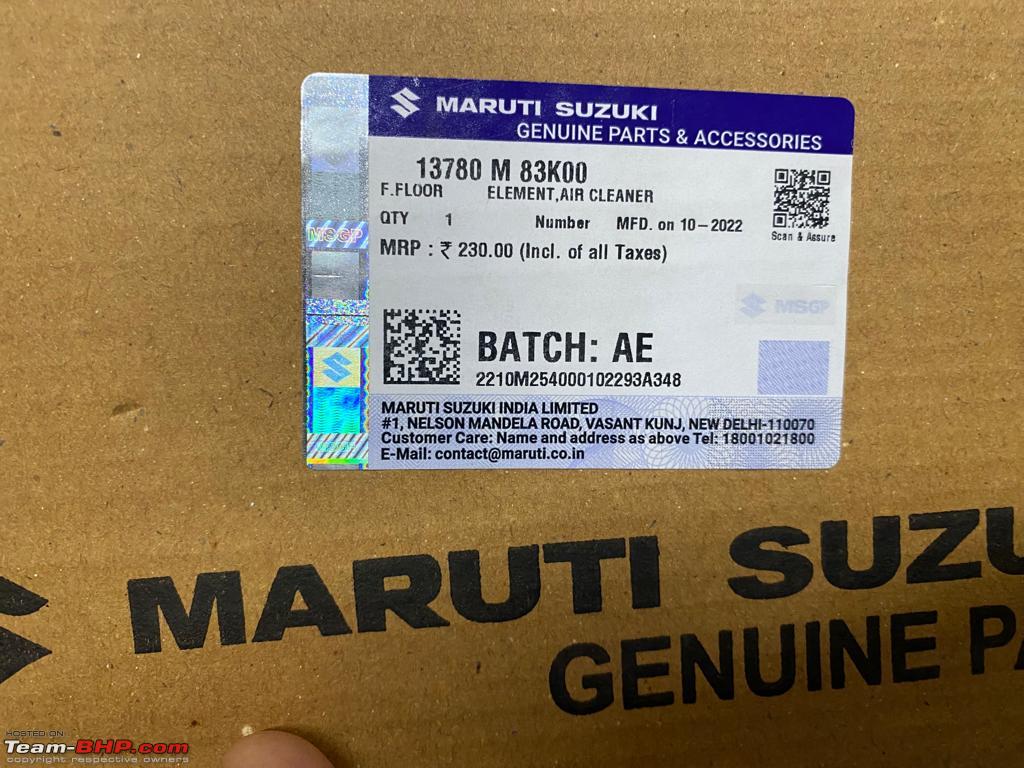 MARUTI SUZUKI
GENUINE PARTS & ACCESSORIES
13780 M 83K00
F.FLOOR ELEMENT,AIR CLEANER
QTY 1 Number MFD. on 10-2022
MRP : ₹ 230.00 (Incl. of all Taxes)
Scan & Assure
MSGP
MSGP
BATCH: AE
2210M254000102293A348
MARUTI SUZUKI INDIA LIMITED
#1, NELSON MANDELA ROAD, VASANT KUNJ, NEW DELHI-110070
Customer Care: Name and address as above Tel: 18001021800
E-Mail: contact@maruti.co.in
MARUTI SUZU
GENUINE PA
HOSTED ON
Team-BHP.com
copyright respective owners